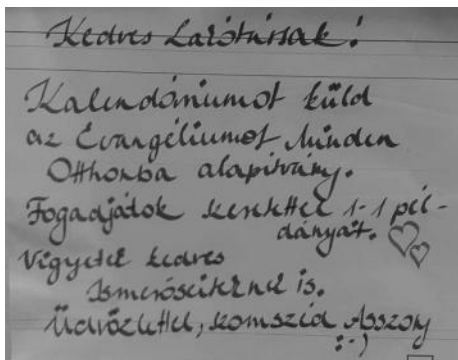 Kedves Lakótársak!
Kalendáriumot küld
az Evangéliumot Minden
Otthonba alapítvány.
Fogadjátok szeretettel 1-1 pél-
dányát.
Vigyetek kedves
Ismerőseiteknek is.
Üdvözlettel, szomszéd Asszony
:-)